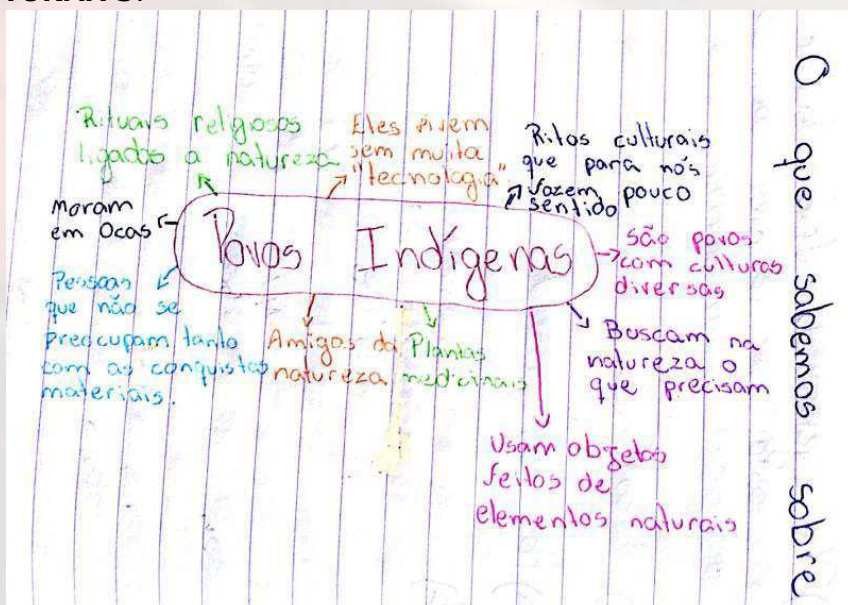 O que sabemos sobre
Rituais religiosos
ligados a natureza
Eles vivem
sem muita
"tecnologia"
Ritos culturais
que para nós
fazem pouco
sentido
Moram
em Ocas
Povos Indígenas
são povos
com culturas
diversas
Pessoas
que não se
preocupam tanto
com as conquistas
materiais.
Amigos da
natureza
Plantas
medicinais
Buscam na
natureza o
que precisam
Usam objetos
feitos de
elementos naturais